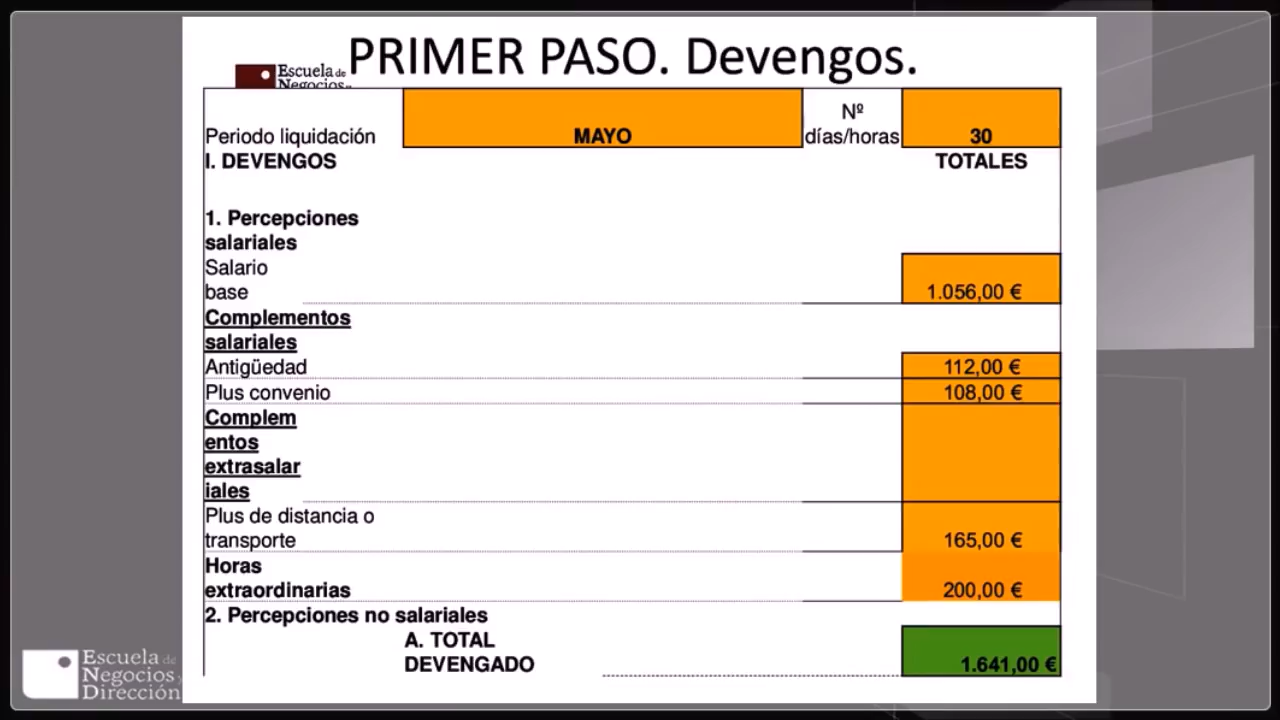 PRIMER PASO. Devengos.
Escuela de
Negocios y
Nº
Periodo liquidación MAYO días/horas 30
I. DEVENGOS TOTALES
1. Percepciones
salariales
Salario
base 1.056,00 €
Complementos
salariales
Antigüedad 112,00 €
Plus convenio 108,00 €
Complem
entos
extrasalar
iales
Plus de distancia o
transporte 165,00 €
Horas
extraordinarias 200,00 €
2. Percepciones no salariales
A. TOTAL
DEVENGADO 1.641,00 €
Escuela de
Negocios y
Dirección